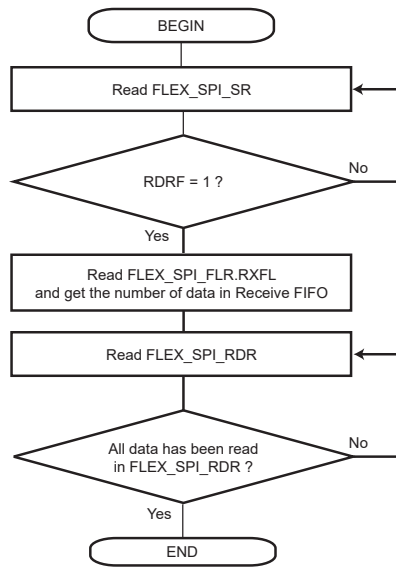 BEGIN
Read FLEX_SPI_SR
RDRF = 1 ?
No
Yes
Read FLEX_SPI_FLR.RXFL
and get the number of data in Receive FIFO
Read FLEX_SPI_RDR
All data has been read
in FLEX_SPI_RDR ?
No
Yes
END